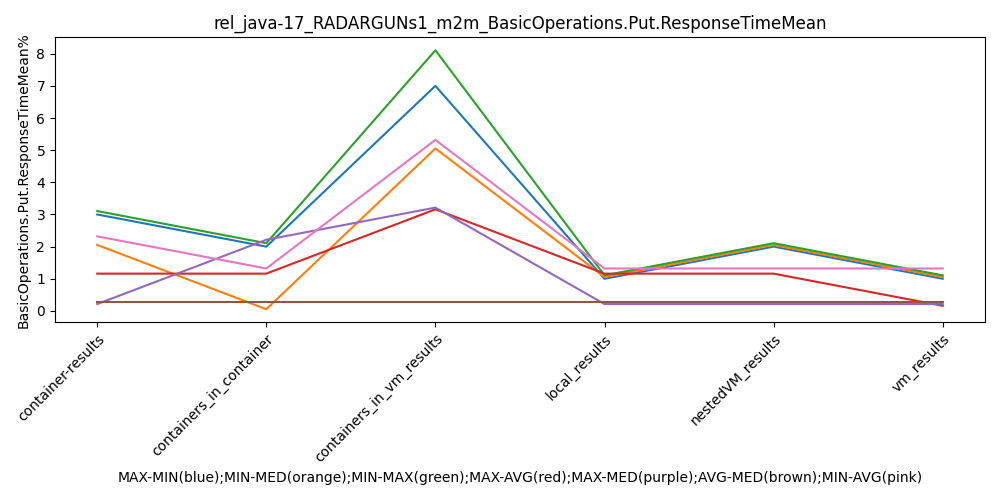 rel_java-17_RADARGUNs1_m2m_BasicOperations.Put.ResponseTimeMean
BasicOperations.Put.ResponseTimeMean%
8
7
6
5
4
3
2
1
0
container-results
containers_in_container
containers_in_vm_results
local_results
nestedVM_results
vm_results
MAX-MIN(blue);MIN-MED(orange);MIN-MAX(green);MAX-AVG(red);MAX-MED(purple);AVG-MED(brown);MIN-AVG(pink)